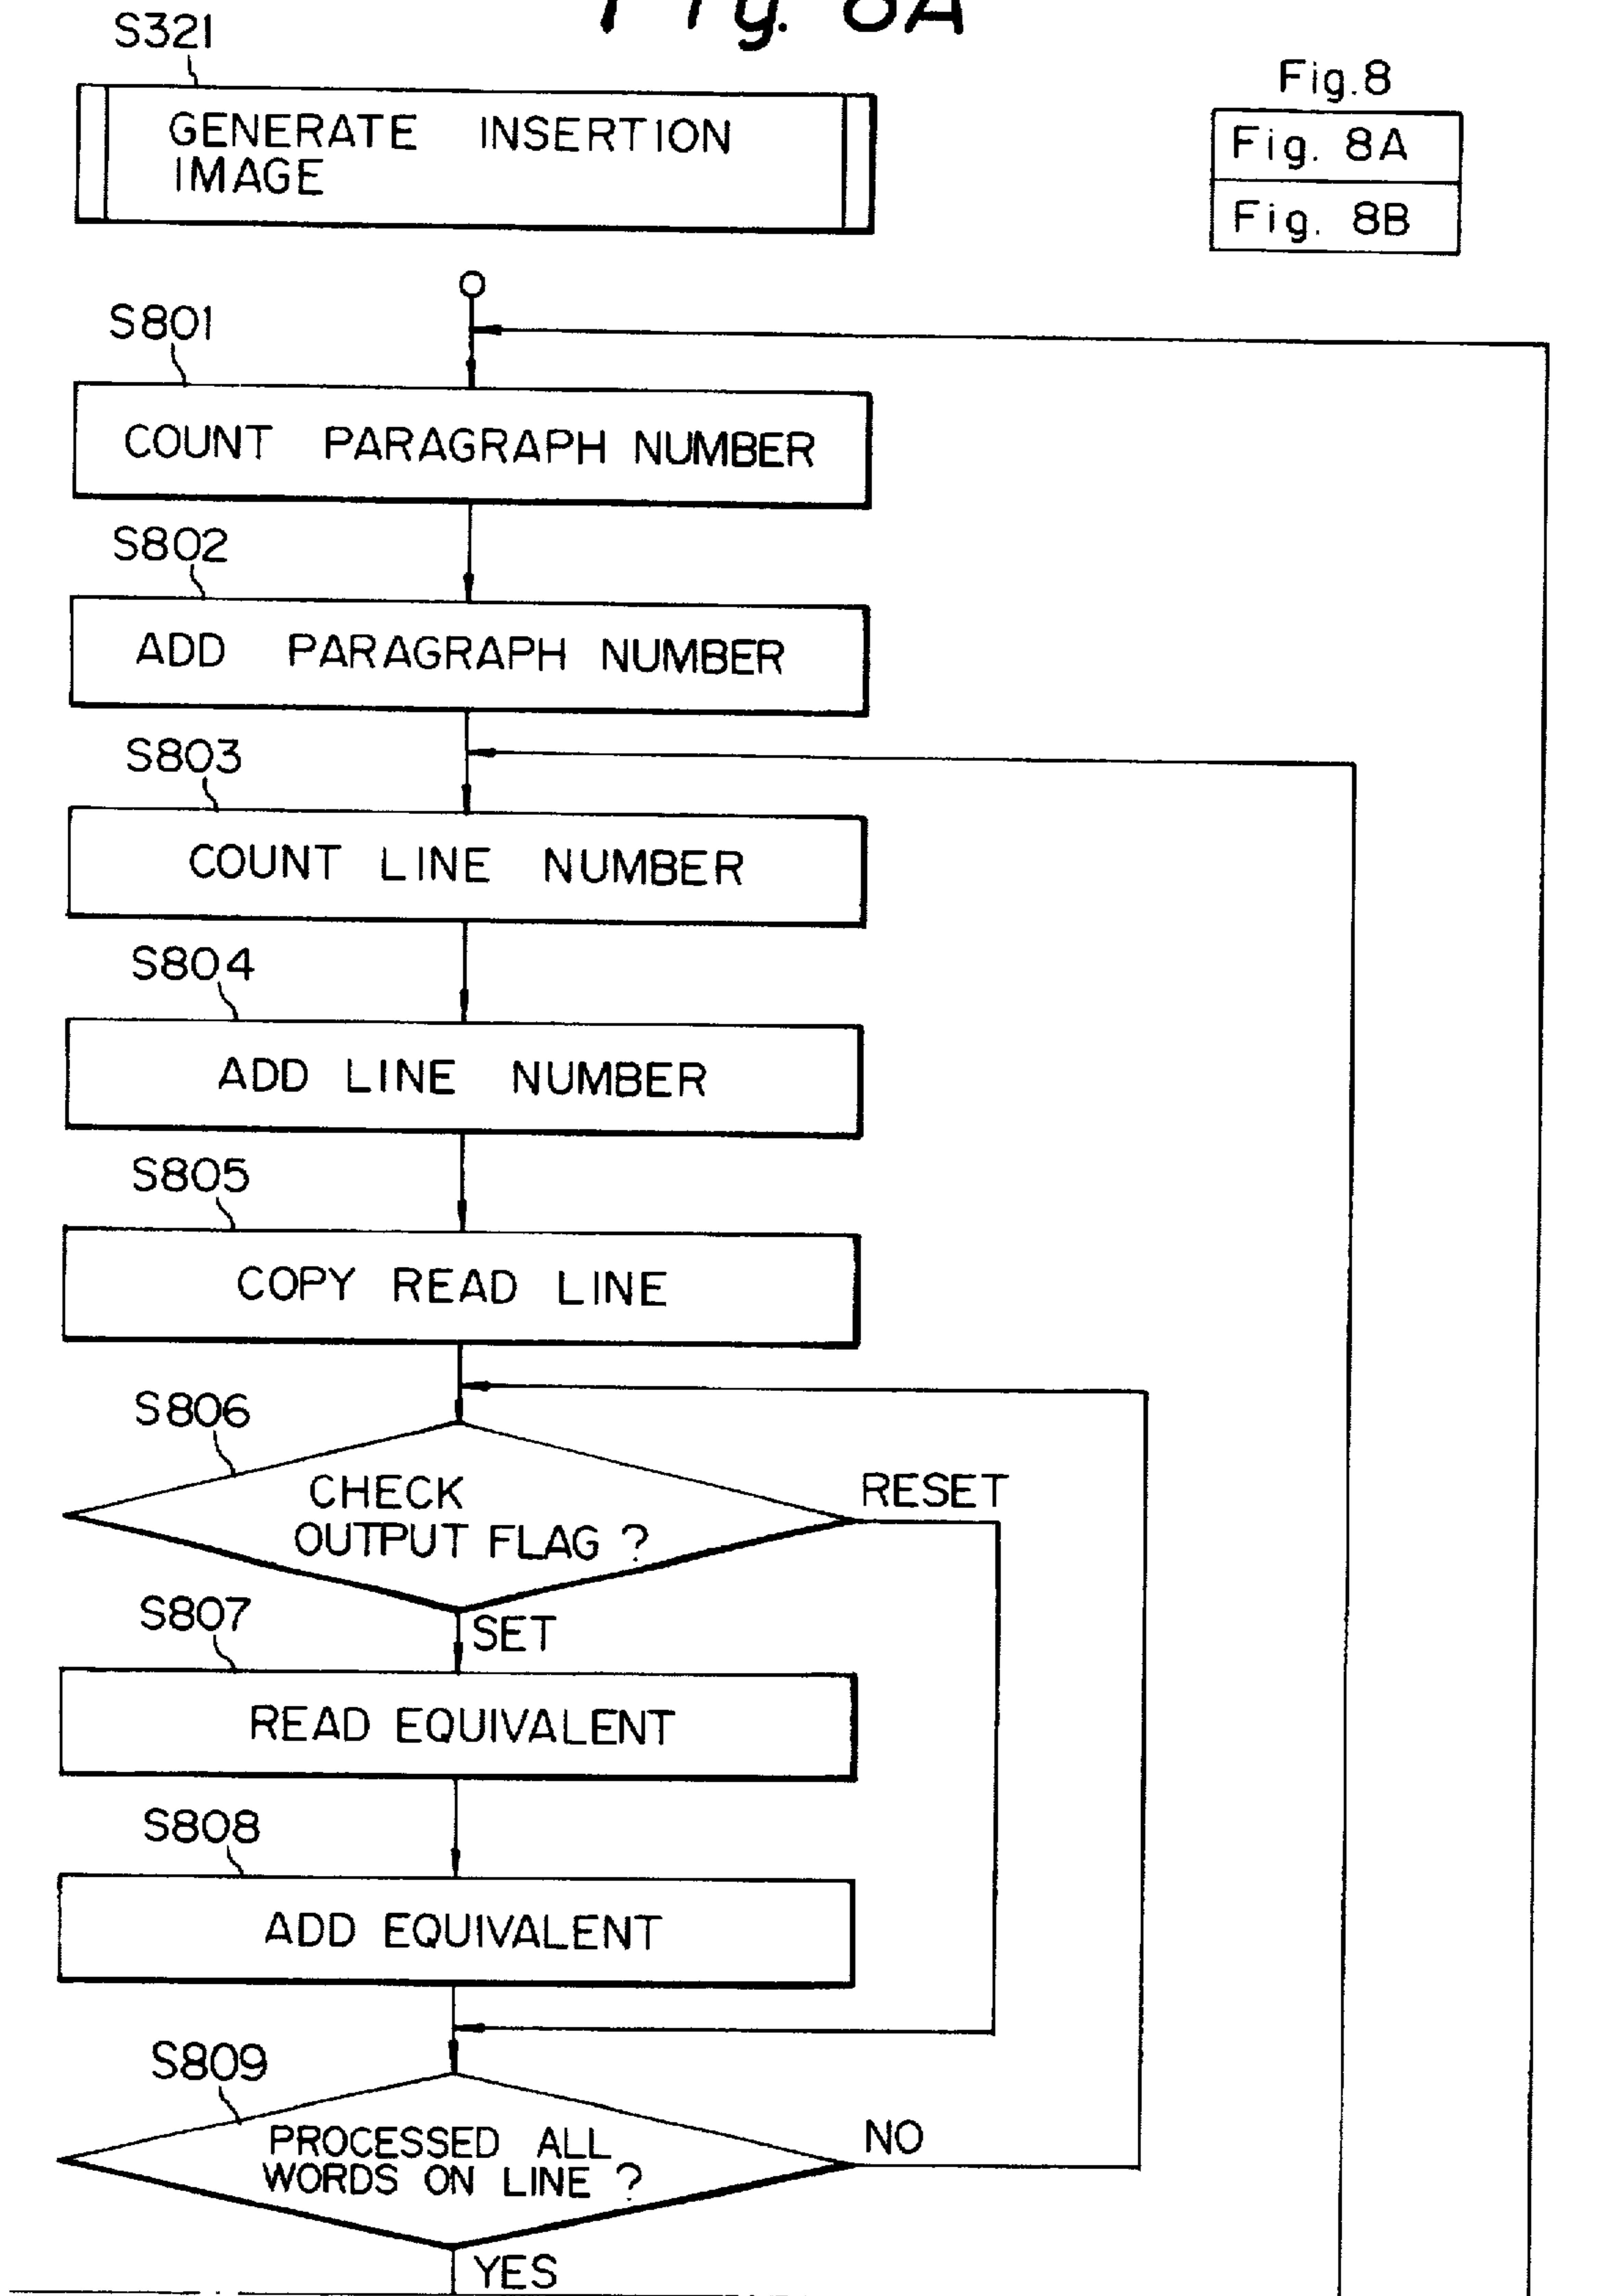 Fig. 8A
S321
GENERATE INSERTION
IMAGE
Fig.8
Fig. 8A
Fig. 8B
S801
COUNT PARAGRAPH NUMBER
S802
ADD PARAGRAPH NUMBER
S803
COUNT LINE NUMBER
S804
ADD LINE NUMBER
S805
COPY READ LINE
S806
CHECK
OUTPUT FLAG ?
RESET
SET
S807
READ EQUIVALENT
S808
ADD EQUIVALENT
S809
PROCESSED ALL
WORDS ON LINE ?
NO
YES